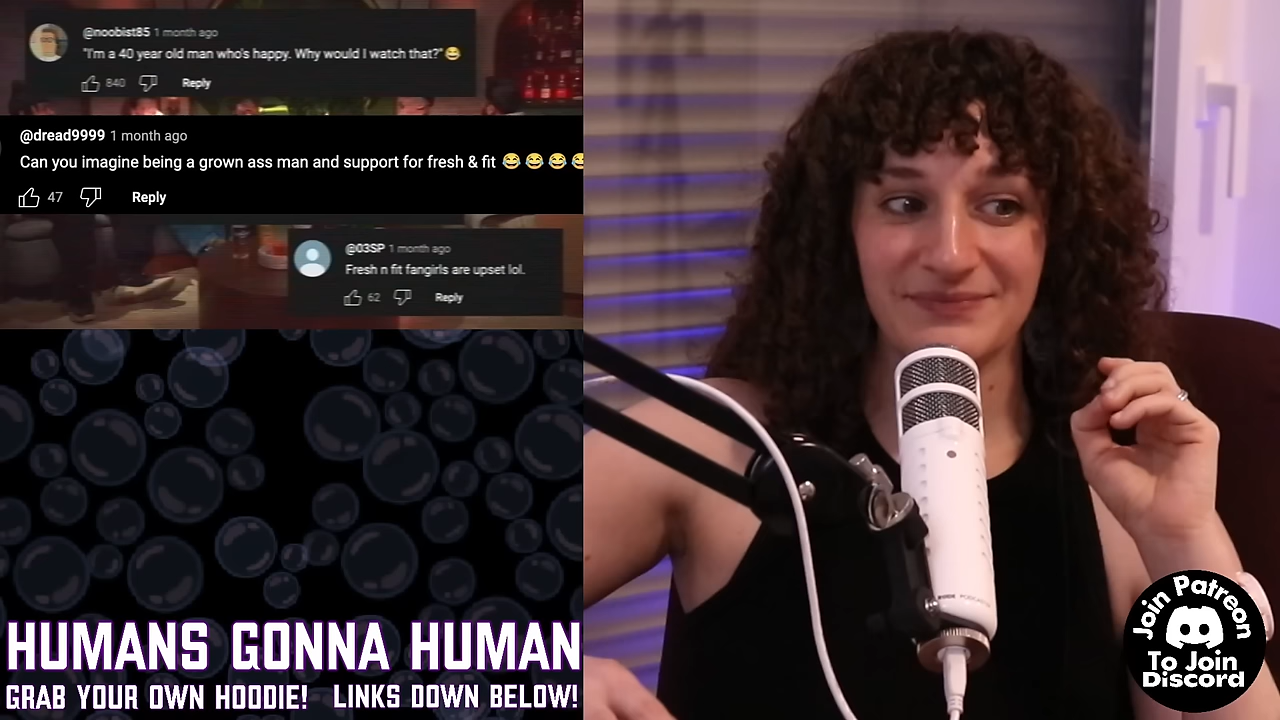 @noobist85 1 month ago
"I'm a 40 year old man who's happy. Why would I watch that?"😂
840 Reply
@dread9999 1 month ago
Can you imagine being a grown ass man and support for fresh & fit 😂😂😂😂
47 Reply
@03SP 1 month ago
Fresh n fit fangirls are upset lol.
62 Reply
HUMANS GONNA HUMAN
GRAB YOUR OWN HOODIE! LINKS DOWN BELOW!
Join Patreon
To Join
Discord